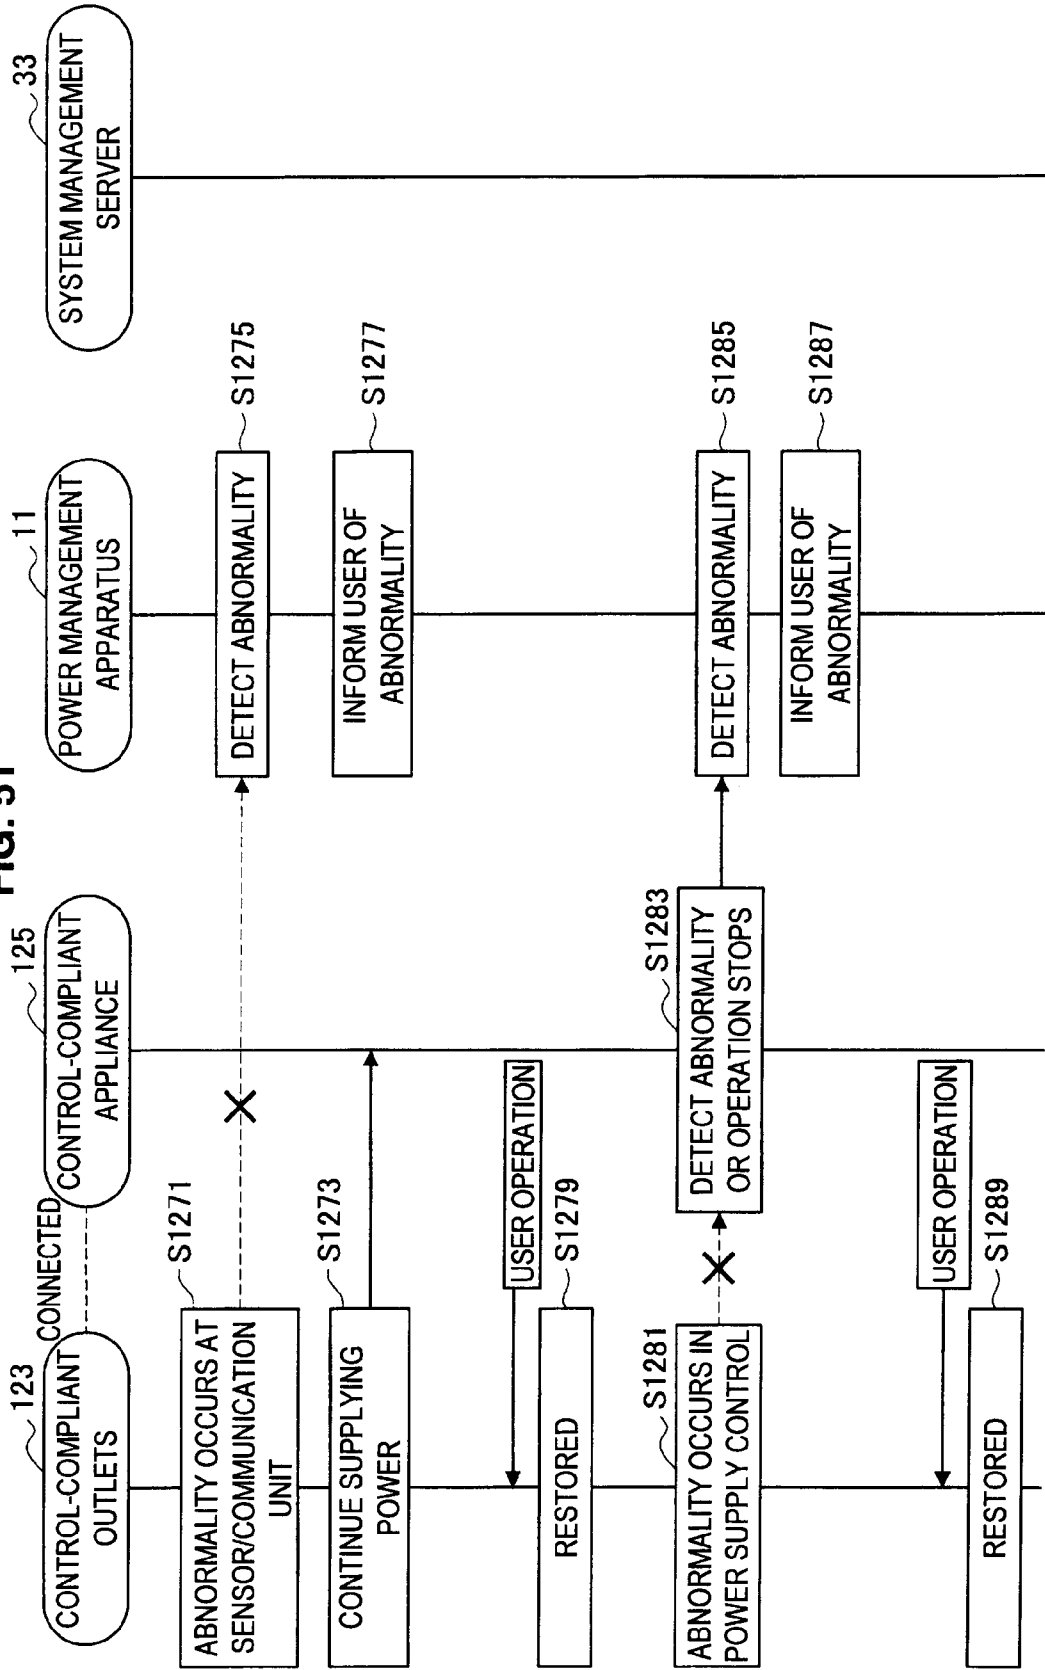 FIG. 51
123
CONTROL-COMPLIANT
OUTLETS
CONNECTED
125
CONTROL-COMPLIANT
APPLIANCE
11
POWER MANAGEMENT
APPARATUS
33
SYSTEM MANAGEMENT
SERVER
S1271
ABNORMALITY OCCURS AT
SENSOR/COMMUNICATION
UNIT
S1275
DETECT ABNORMALITY
S1273
CONTINUE SUPPLYING
POWER
S1277
INFORM USER OF
ABNORMALITY
USER OPERATION
S1279
RESTORED
S1281
ABNORMALITY OCCURS IN
POWER SUPPLY CONTROL
S1283
DETECT ABNORMALITY
OR OPERATION STOPS
S1285
DETECT ABNORMALITY
S1287
INFORM USER OF
ABNORMALITY
USER OPERATION
S1289
RESTORED